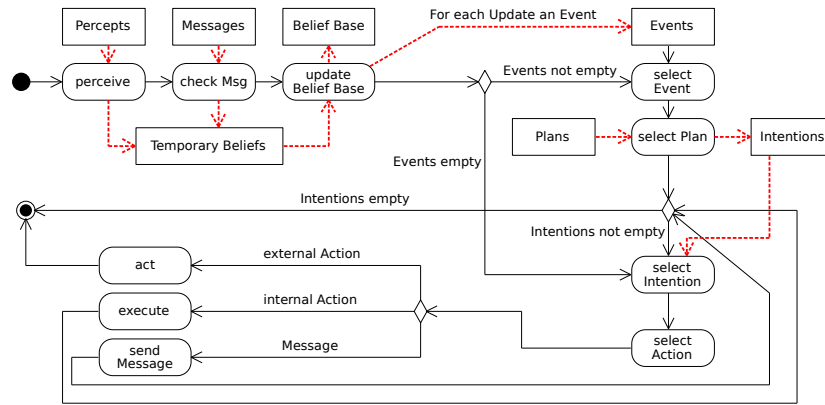 For each Update an Event
Percepts
Messages
Belief Base
Events
perceive
check Msg
update
Belief Base
Events not empty
select
Event
Temporary Beliefs
Plans
select Plan
Intentions
Events empty
Intentions empty
Intentions not empty
external Action
act
select
Intention
internal Action
execute
Message
send
Message
select
Action